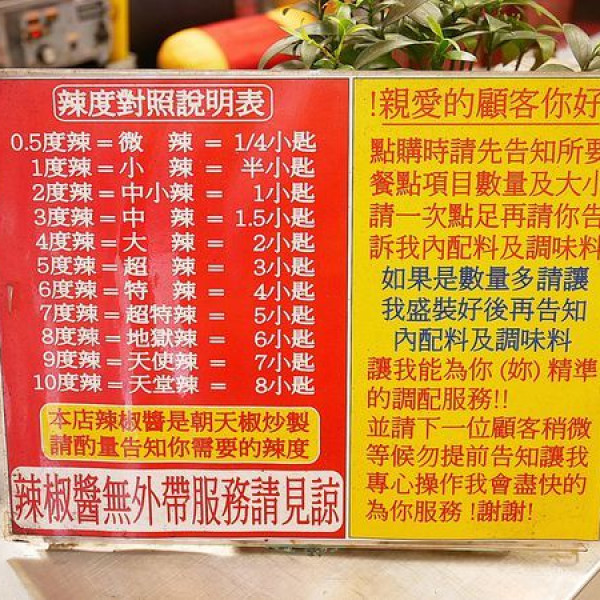 辣度對照說明表
0.5度辣=微 辣 = 1/4小匙
1度辣=小 辣 = 半小匙
2度辣=中小辣 = 1小匙
3度辣=中 辣 = 1.5小匙
4度辣=大 辣 = 2小匙
5度辣=超 辣 = 3小匙
6度辣=特 辣 = 4小匙
7度辣=超特辣 = 5小匙
8度辣=地獄辣 = 6小匙
9度辣=天使辣 = 7小匙
10度辣=天堂辣 = 8小匙
本店辣椒醬是朝天椒炒製
請酌量告知你需要的辣度
辣椒醬無外帶服務請見諒
!親愛的顧客你好
點購時請先告知所要
餐點項目數量及大小
請一次點足再請你告
訴我內配料及調味料
如果是數量多請讓
我盛裝好後再告知
內配料及調味料
讓我能為你(妳)精準
的調配服務!!
並請下一位顧客稍微
等候勿提前告知讓我
專心操作我會盡快的
為你服務!謝謝!